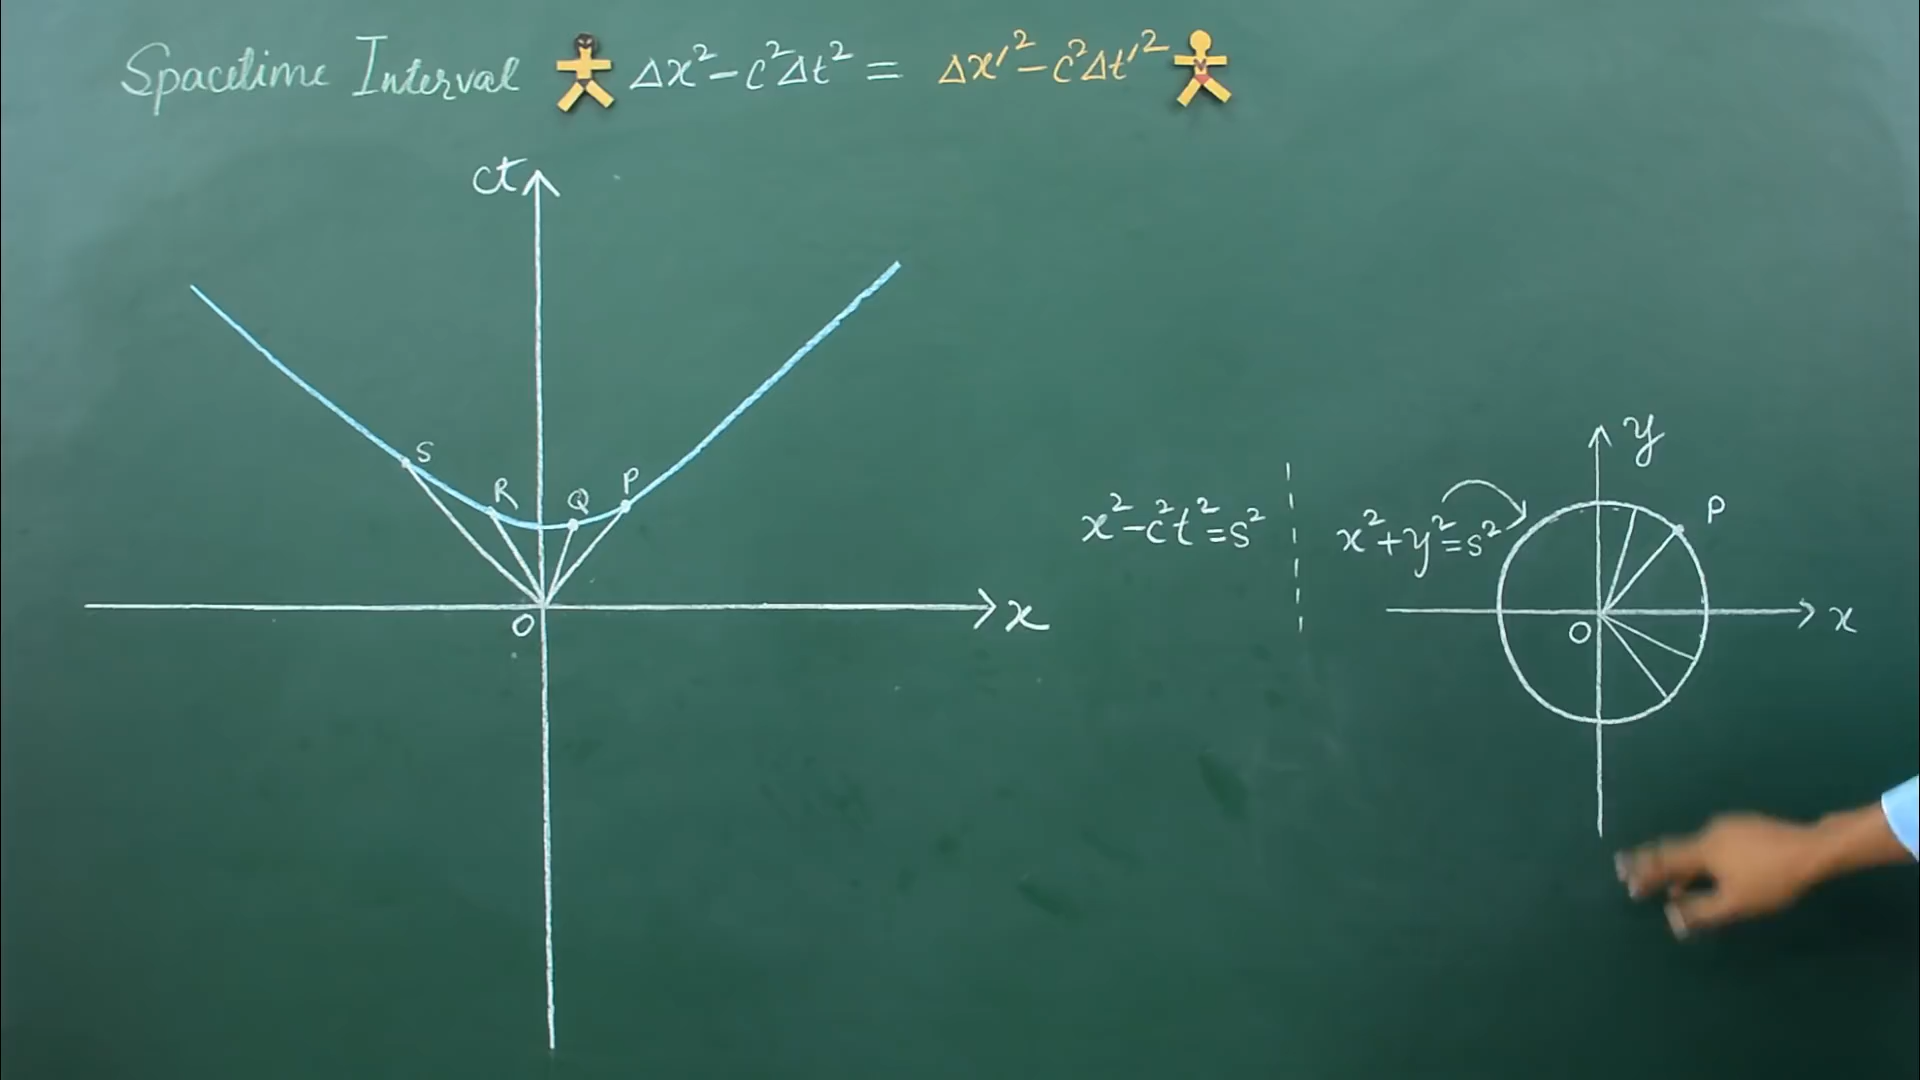 Spacetime Interval Δx² - c²Δt² = Δx'² - c²Δt'²
ct
S
R
Q
P
O
x
x² - c²t² = s²
x² + y² = s²
y
P
O
x